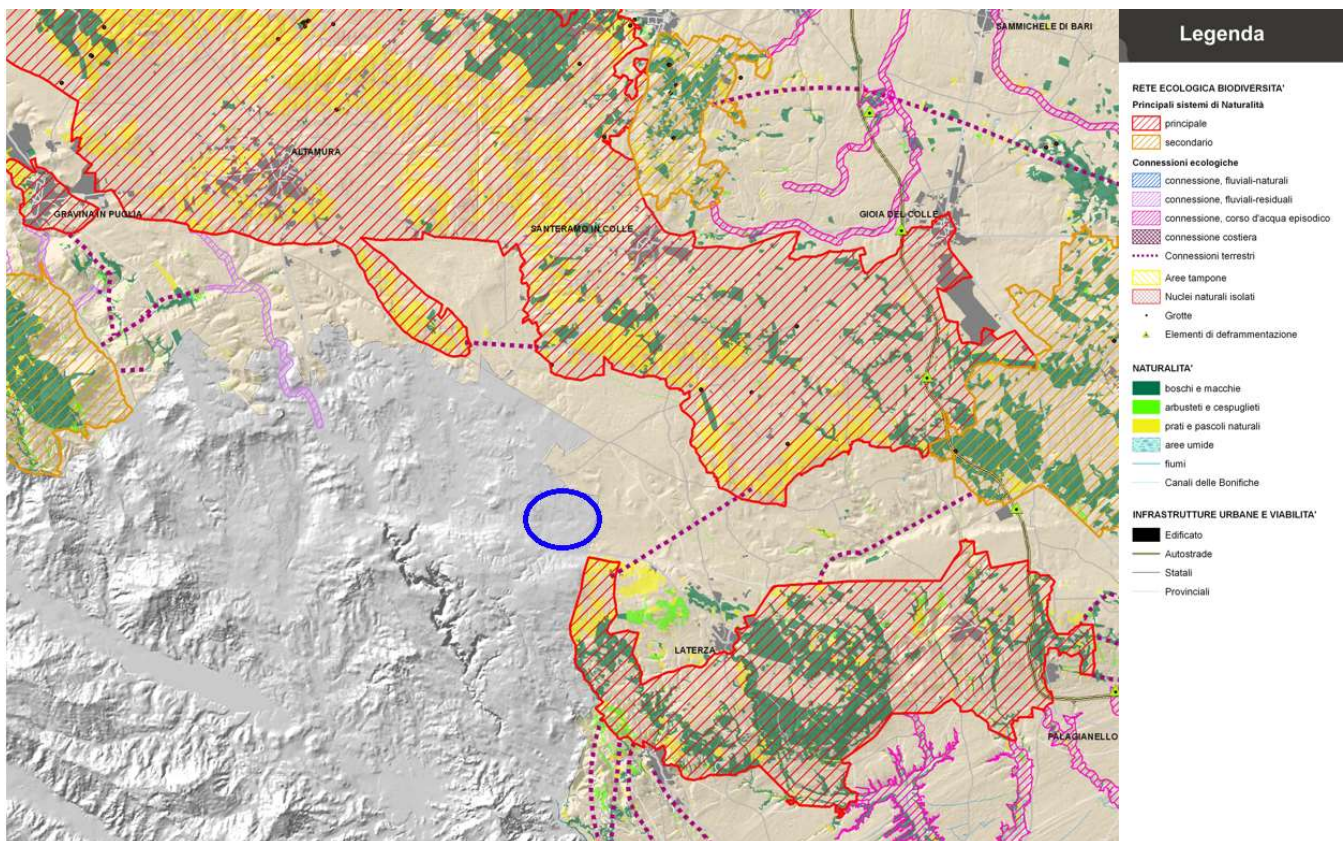 SAMMICHELE DI BARI
ALTAMURA
GRAVINA IN PUGLIA
GIOIA DEL COLLE
SANTERAMO IN COLLE
LATERZA
PALAGIANELLO
Legenda
RETE ECOLOGICA BIODIVERSITA'
Principali sistemi di Naturalità
principale
secondario
Connessioni ecologiche
connessione, fluviali-naturali
connessione, fluviali-residuali
connessione, corso d'acqua episodico
connessione costiera
Connessioni terrestri
Aree tampone
Nuclei naturali isolati
Grotte
Elementi di deframmentazione
NATURALITA'
boschi e macchie
arbusteti e cespuglieti
prati e pascoli naturali
aree umide
fiumi
Canali delle Bonifiche
INFRASTRUTTURE URBANE E VIABILITA'
Edificato
Autostrade
Statali
Provinciali